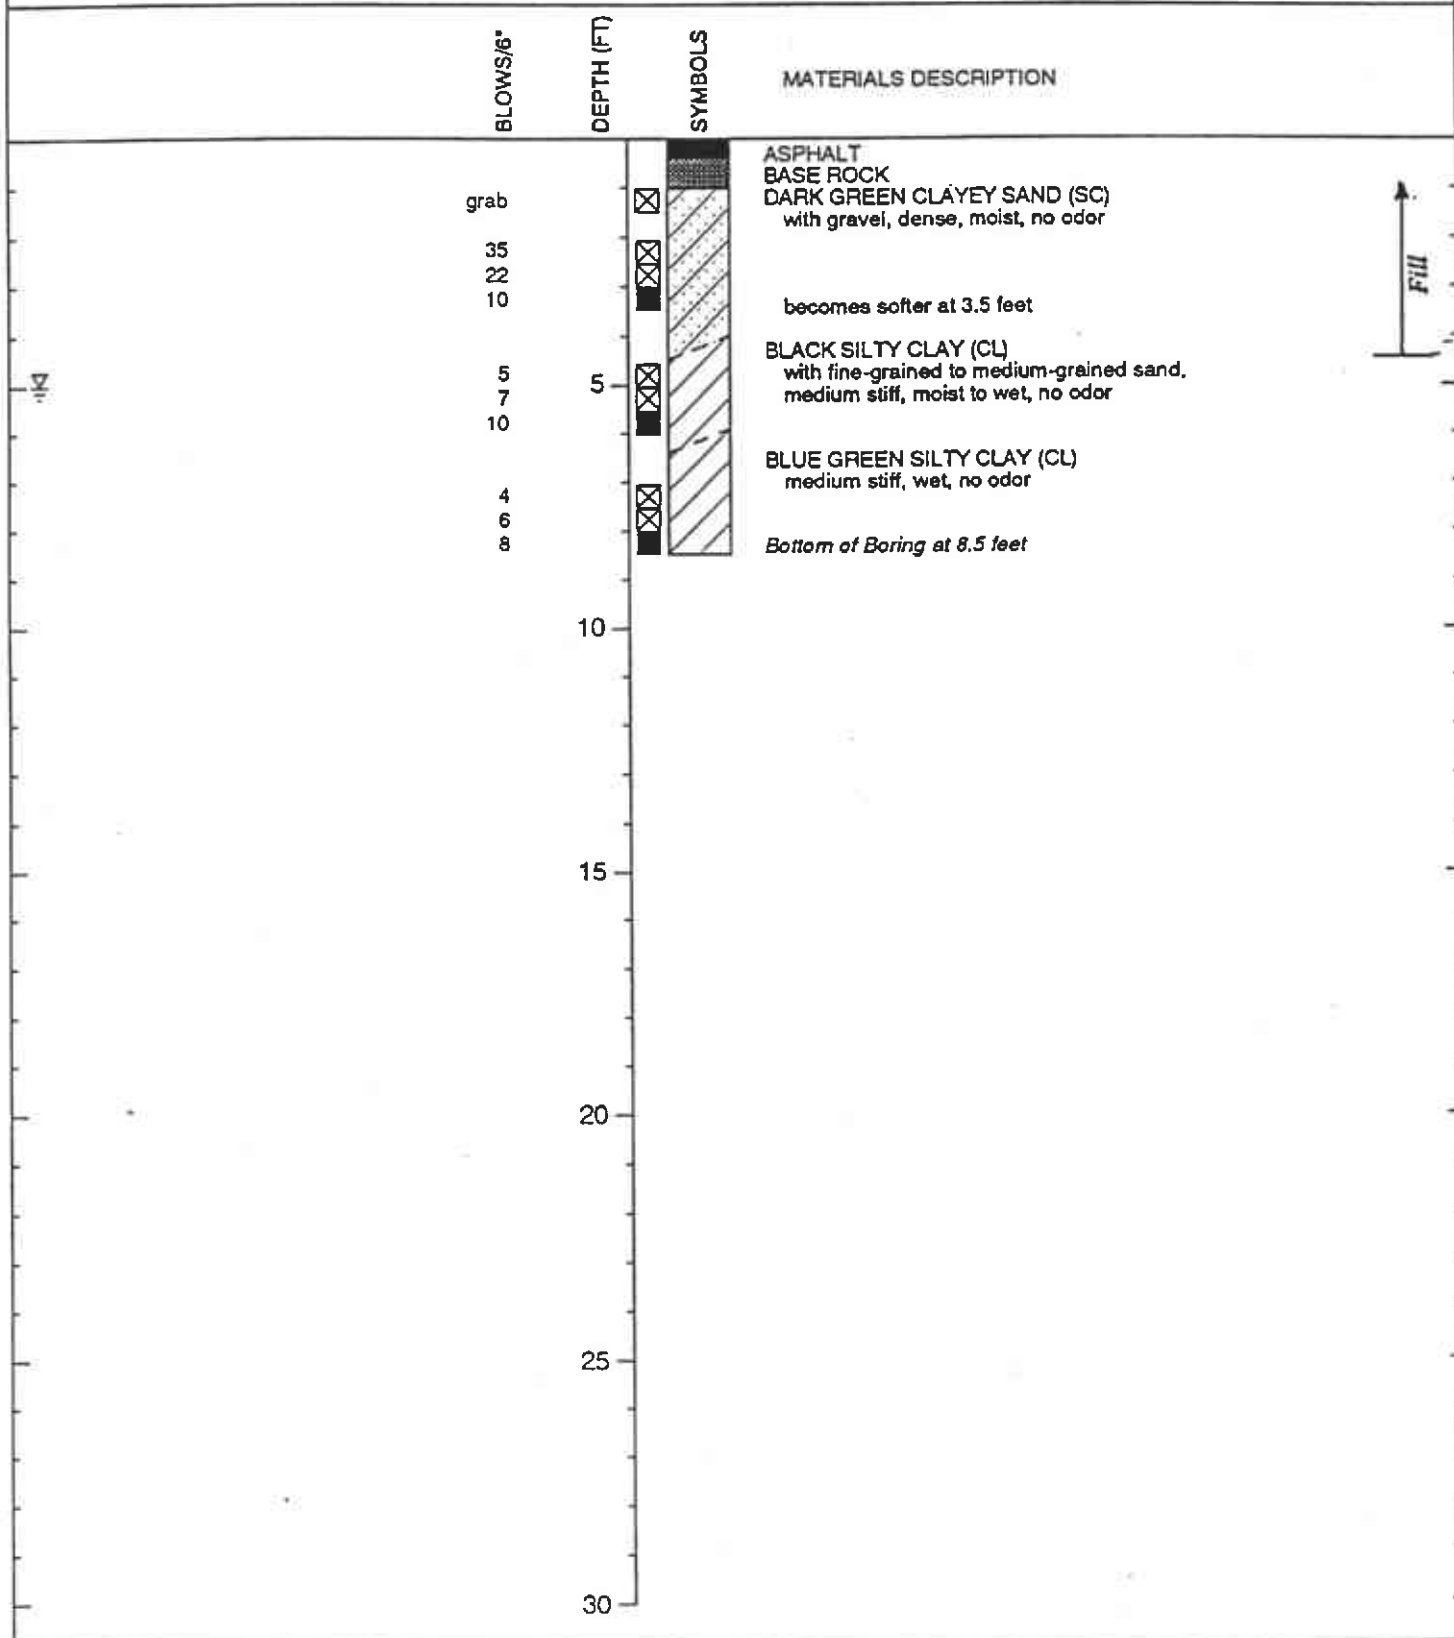 BLOWS/6"
DEPTH (FT)
SYMBOLS
MATERIALS DESCRIPTION
ASPHALT
BASE ROCK
grab
DARK GREEN CLAYEY SAND (SC)
with gravel, dense, moist, no odor
35
22
10
becomes softer at 3.5 feet
Fill
BLACK SILTY CLAY (CL)
5
with fine-grained to medium-grained sand,
5
7
medium stiff, moist to wet, no odor
10
BLUE GREEN SILTY CLAY (CL)
medium stiff, wet, no odor
4
6
8
Bottom of Boring at 8.5 feet
10
15
20
25
30